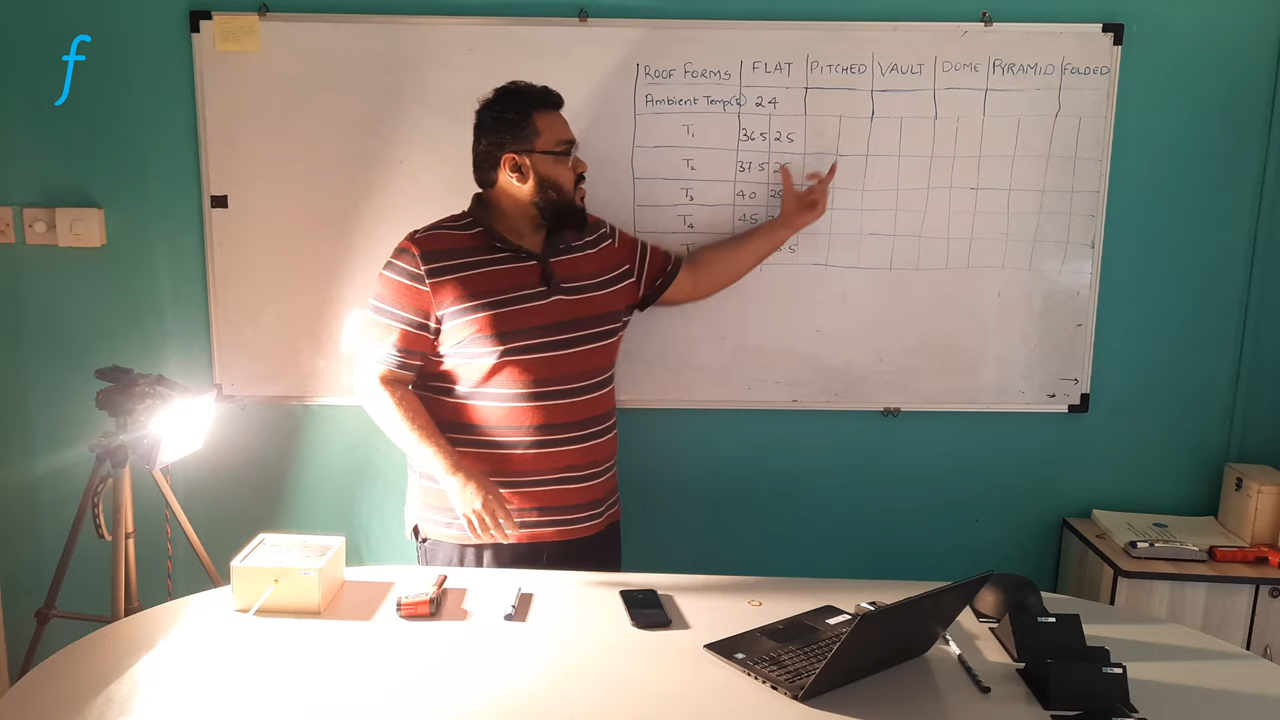 f
ROOF FORMS FLAT PITCHED VAULT DOME PYRAMID FOLDED
Ambient Temp 24
T1 36.5 25
T2 37.5
T3 40
T4 45
T